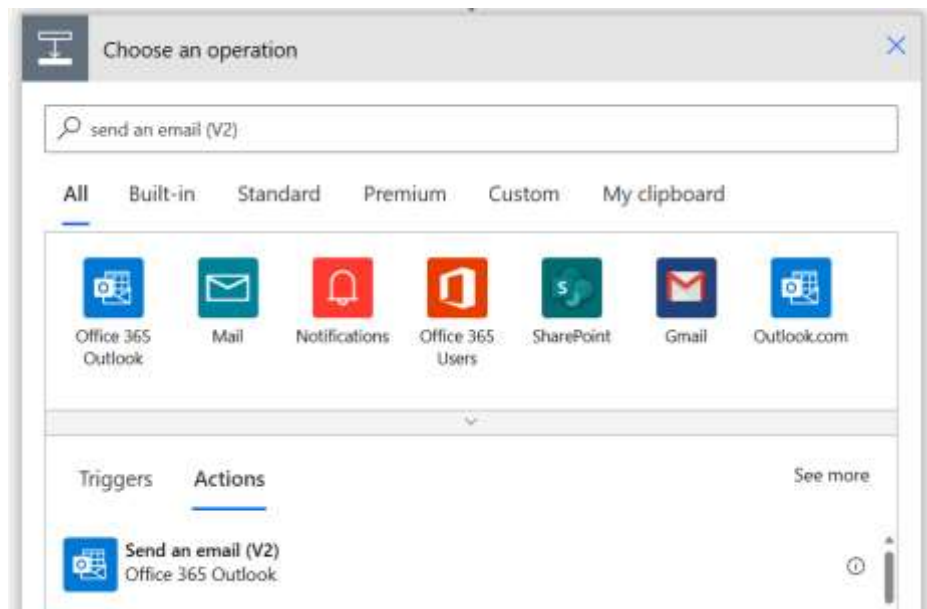 Choose an operation
send an email (V2)
All Built-in Standard Premium Custom My clipboard
Office 365 Outlook
Mail
Notifications
Office 365 Users
SharePoint
Gmail
Outlook.com
Triggers Actions See more
Send an email (V2)
Office 365 Outlook